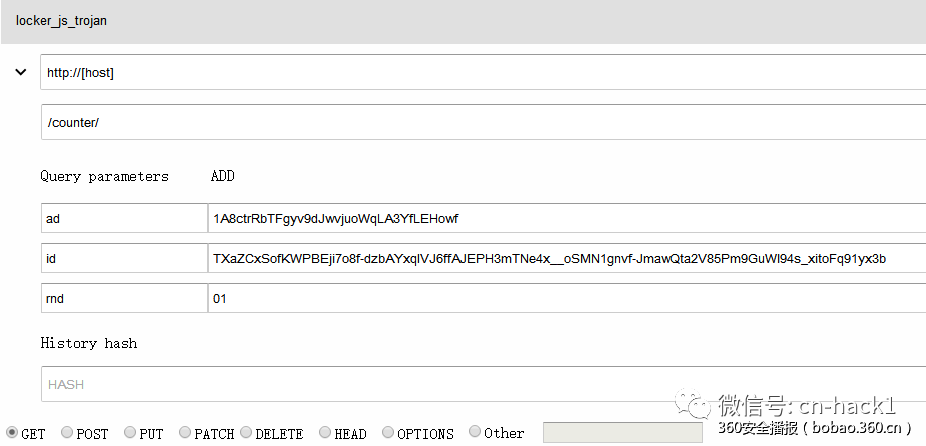 locker_js_trojan
http://[host]
/counter/
Query parameters ADD
ad 1A8ctrRbTFgyv9dJwvjuoWqLA3YfLEHowf
id TXaZCxSofKWPBEji7o8f-dzbAYxqlVJ6ffAJEPH3mTNe4x__oSMN1gnvf-JmawQta2V85Pm9GuWl94s_xitoFq91yx3b
rnd 01
History hash
HASH
微信号: cn-hack1
GET POST PUT PATCH DELETE HEAD OPTIONS Other
360安全播报（bobao.360.cn）